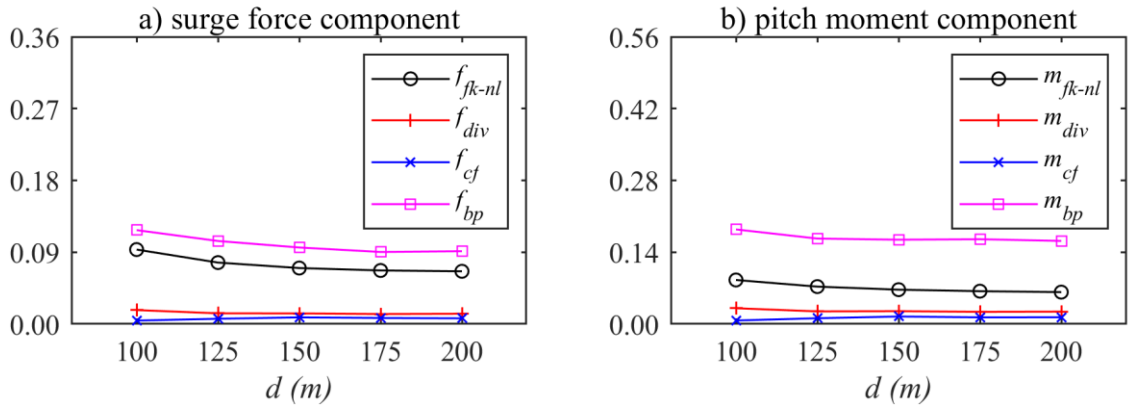 a) surge force component
0.36
0.27
0.18
0.09
0.00
f_fk-nl
f_div
f_cf
f_bp
100 125 150 175 200
d (m)
b) pitch moment component
0.56
0.42
0.28
0.14
0.00
m_fk-nl
m_div
m_cf
m_bp
100 125 150 175 200
d (m)